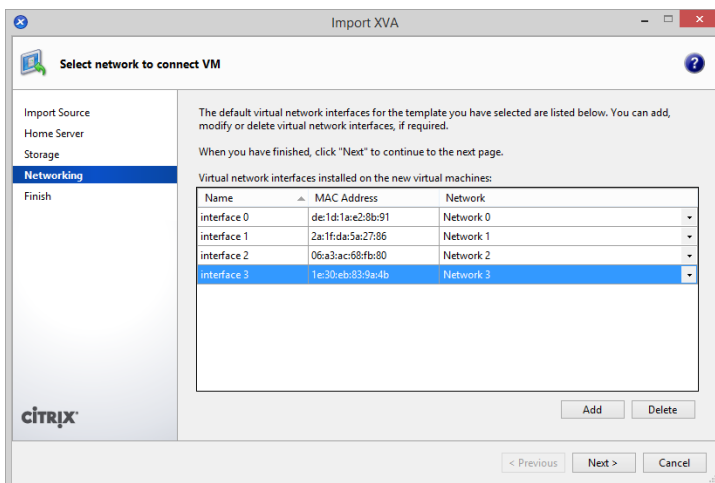 Import XVA
Select network to connect VM
Import Source
Home Server
Storage
Networking
Finish
The default virtual network interfaces for the template you have selected are listed below. You can add,
modify or delete virtual network interfaces, if required.
When you have finished, click "Next" to continue to the next page.
Virtual network interfaces installed on the new virtual machines:
Name MAC Address Network
interface 0 de:1d:1a:e2:8b:91 Network 0
interface 1 2a:1f:da:5a:27:86 Network 1
interface 2 06:a3:ac:68:fb:80 Network 2
interface 3 1e:30:eb:83:9a:4b Network 3
Add Delete
CITRIX
< Previous Next > Cancel